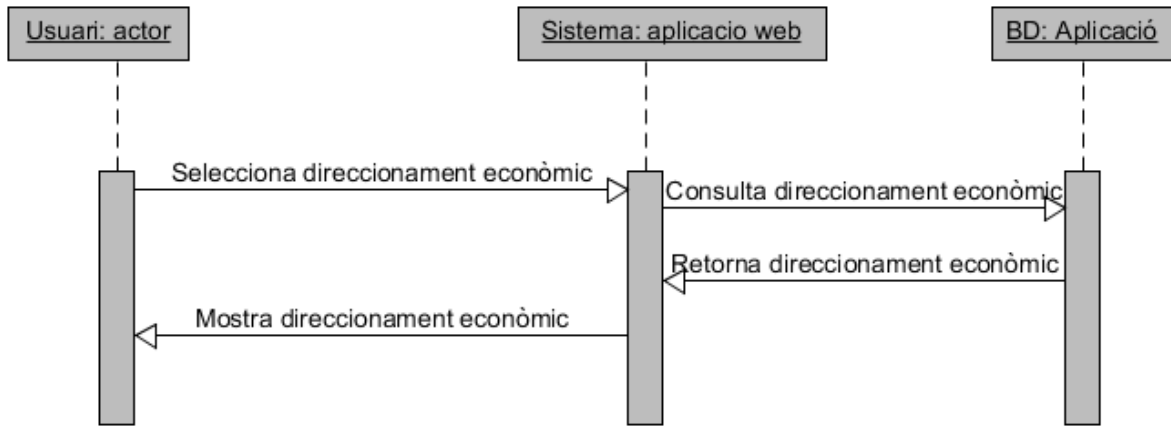 Usuari: actor
Sistema: aplicacio web
BD: Aplicació
Selecciona direccionament econòmic
Consulta direccionament econòmic
Retorna direccionament econòmic
Mostra direccionament econòmic